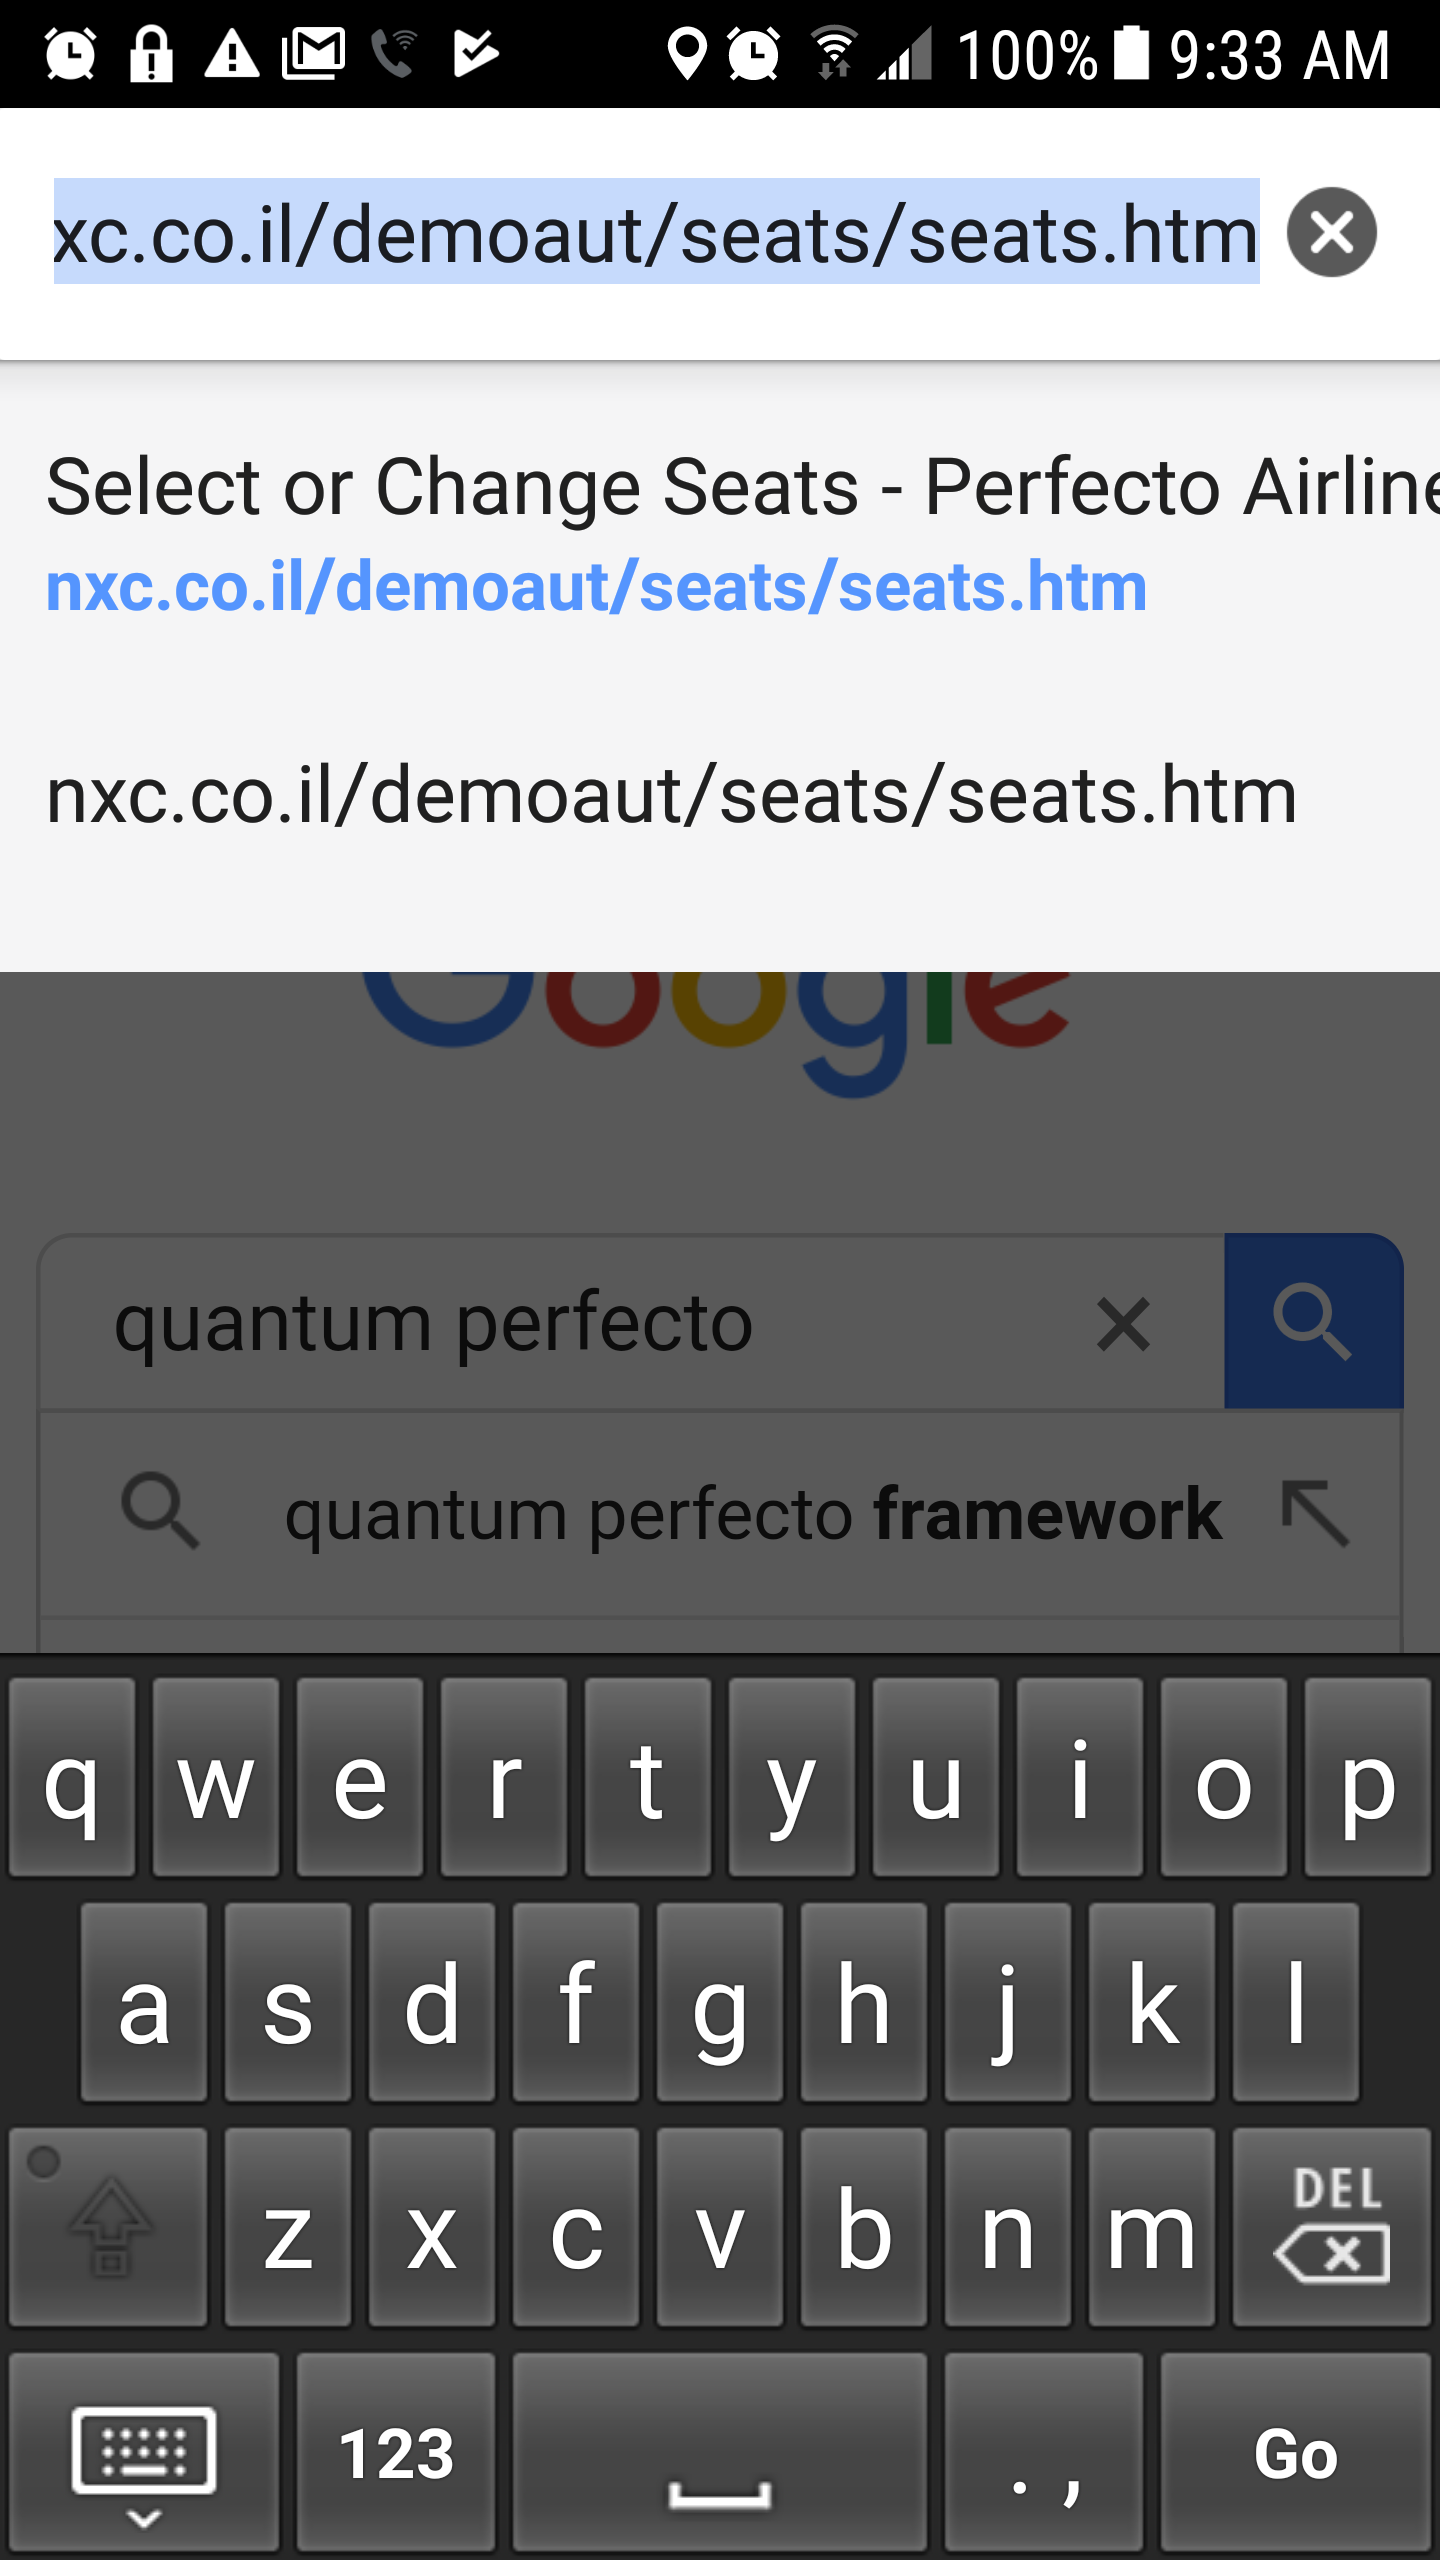 100% 9:33 AM
xc.co.il/demoaut/seats/seats.htm
Select or Change Seats - Perfecto Airline
nxc.co.il/demoaut/seats/seats.htm
nxc.co.il/demoaut/seats/seats.htm
Google
quantum perfecto
quantum perfecto framework
q w e r t y u i o p
a s d f g h j k l
z x c v b n m DEL
123 . , Go